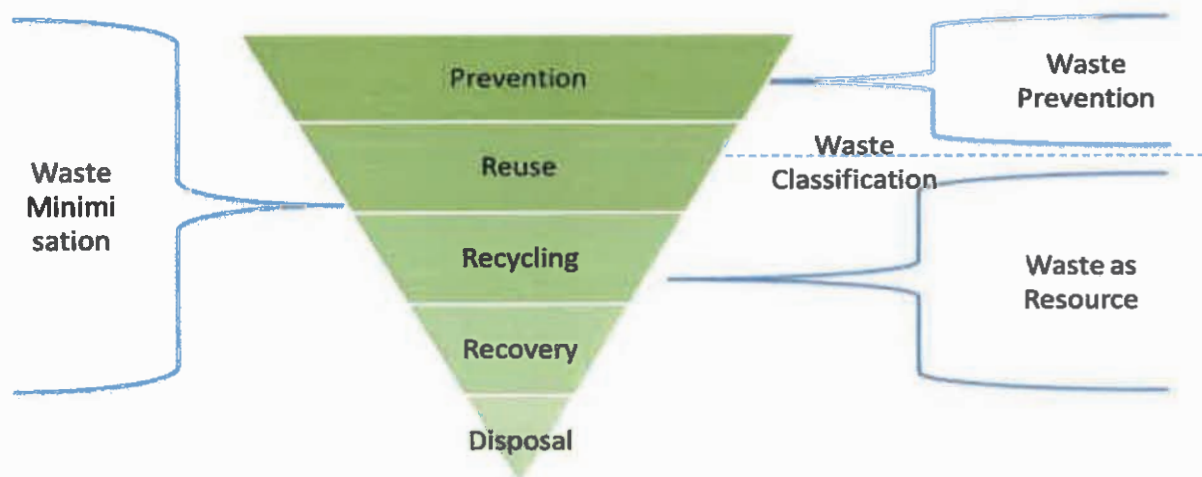 Prevention
Reuse
Recycling
Recovery
Disposal
Waste
Minimi
sation
Waste
Prevention
Waste
Classification
Waste as
Resource